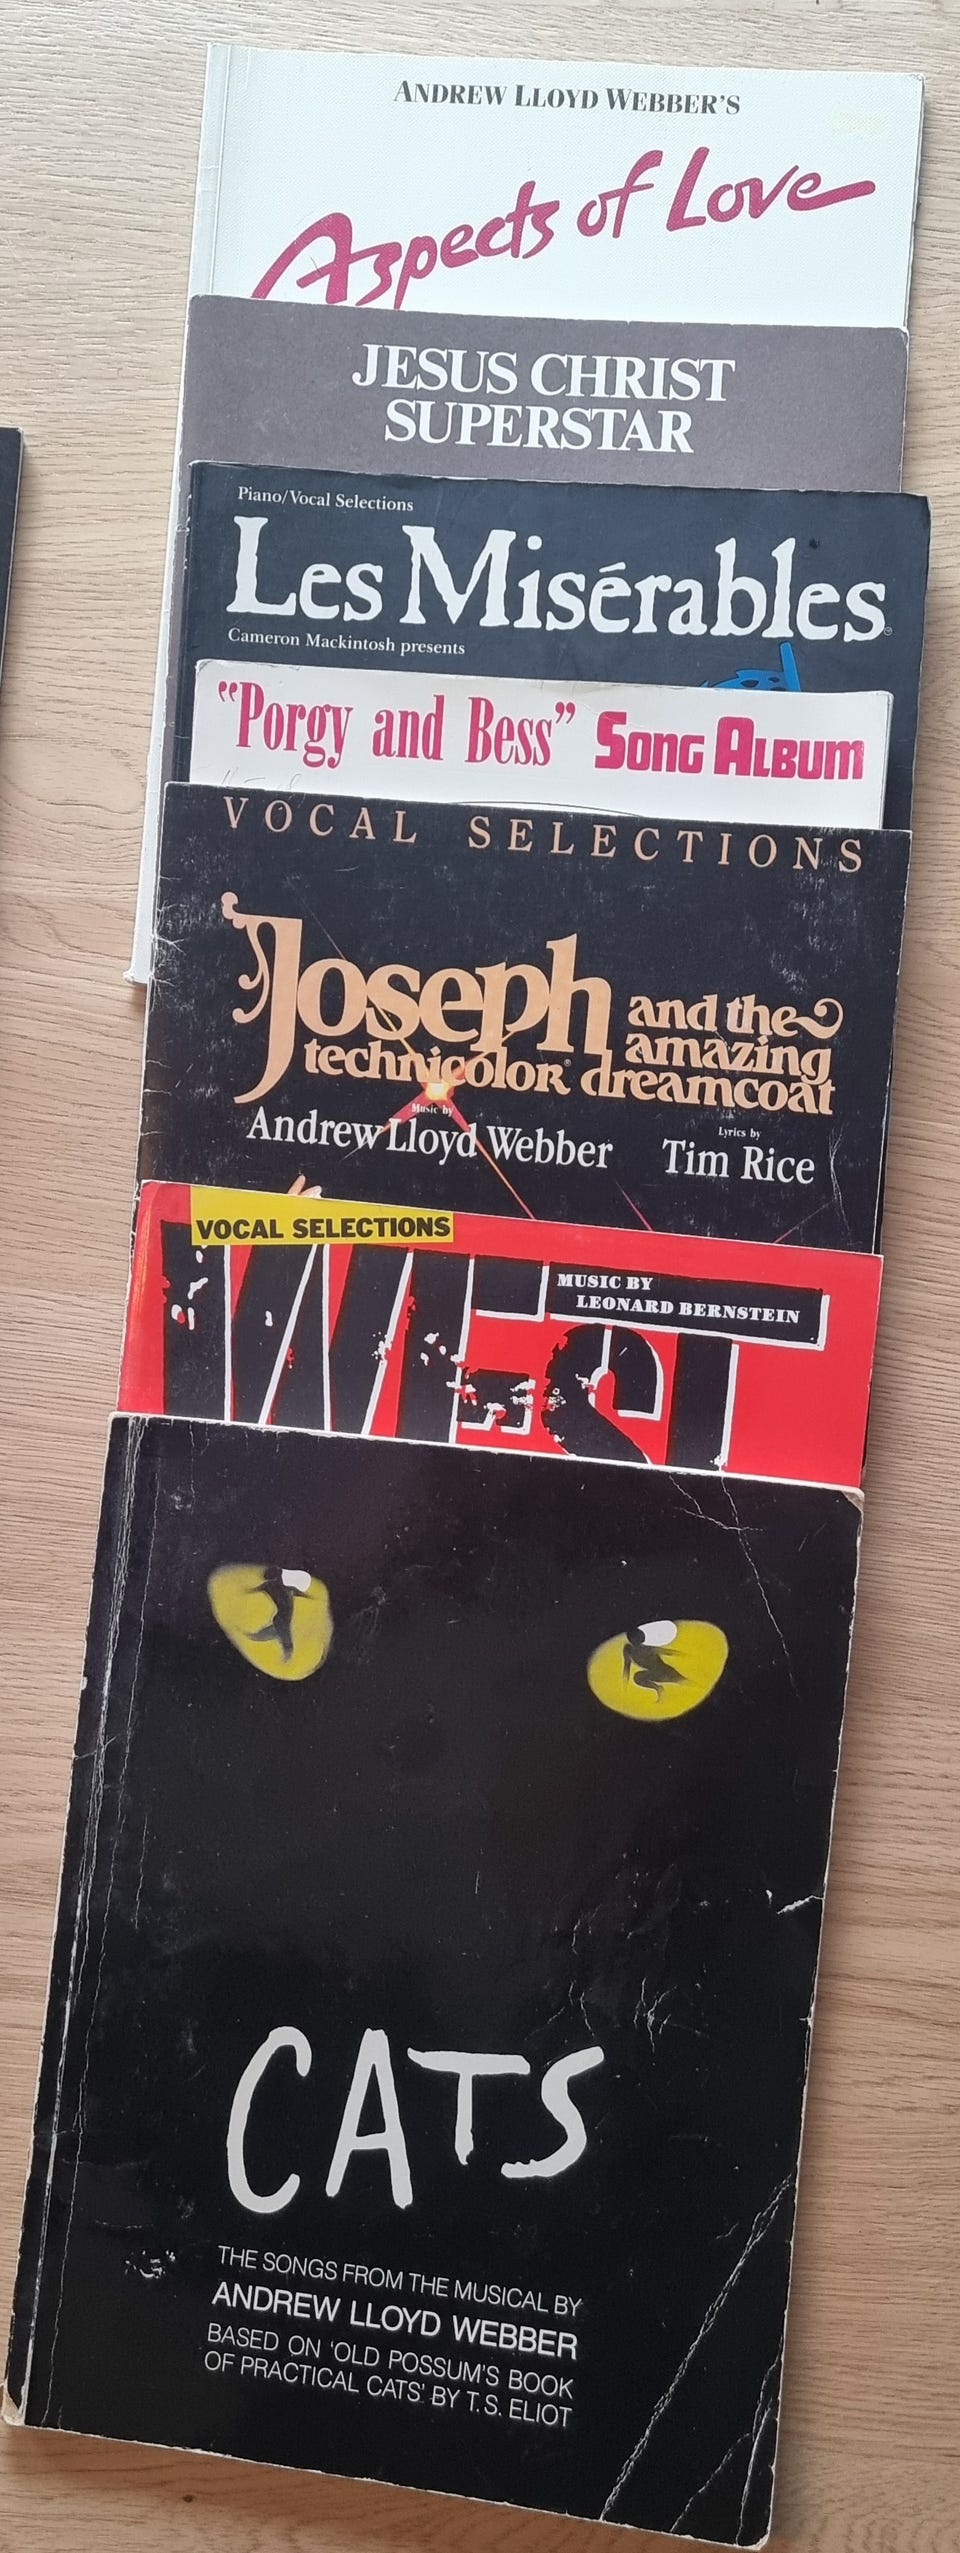 ANDREW LLOYD WEBBER'S
Aspects of Love
JESUS CHRIST
SUPERSTAR
Piano/Vocal Selections
Les Misérables
Cameron Mackintosh presents
"Porgy and Bess" SONG ALBUM
VOCAL SELECTIONS
Joseph and the
amazing
technicolor® dreamcoat
Music by
Andrew Lloyd Webber
Lyrics by
Tim Rice
VOCAL SELECTIONS
MUSIC BY
LEONARD BERNSTEIN
WEST
CATS
THE SONGS FROM THE MUSICAL BY
ANDREW LLOYD WEBBER
BASED ON 'OLD POSSUM'S BOOK
OF PRACTICAL CATS' BY T.S. ELIOT